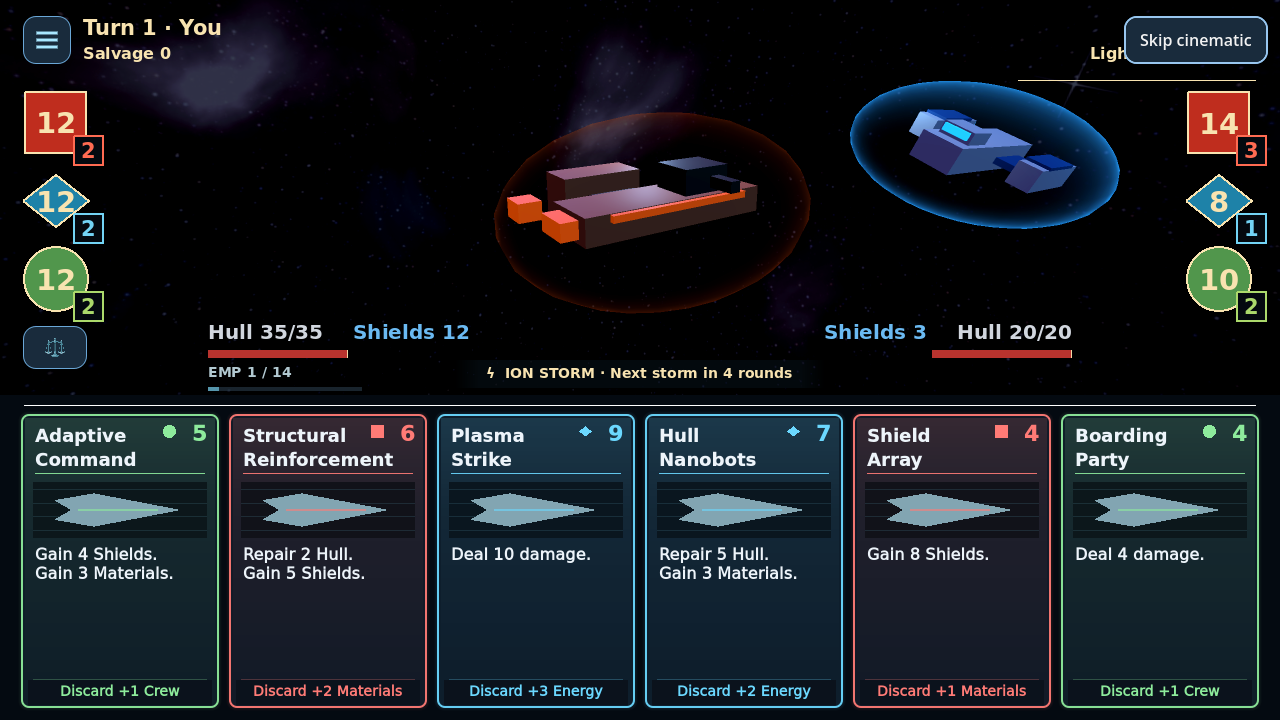 Turn 1 · You
Salvage 0
Skip cinematic
12
2
12
2
12
2
14
3
8
1
10
2
Hull 35/35
Shields 12
EMP 1 / 14
Shields 3
Hull 20/20
ION STORM · Next storm in 4 rounds
Adaptive
Command
5
Gain 4 Shields.
Gain 3 Materials.
Discard +1 Crew
Structural
Reinforcement
6
Repair 2 Hull.
Gain 5 Shields.
Discard +2 Materials
Plasma
Strike
9
Deal 10 damage.
Discard +3 Energy
Hull
Nanobots
7
Repair 5 Hull.
Gain 3 Materials.
Discard +2 Energy
Shield
Array
4
Gain 8 Shields.
Discard +1 Materials
Boarding
Party
4
Deal 4 damage.
Discard +1 Crew